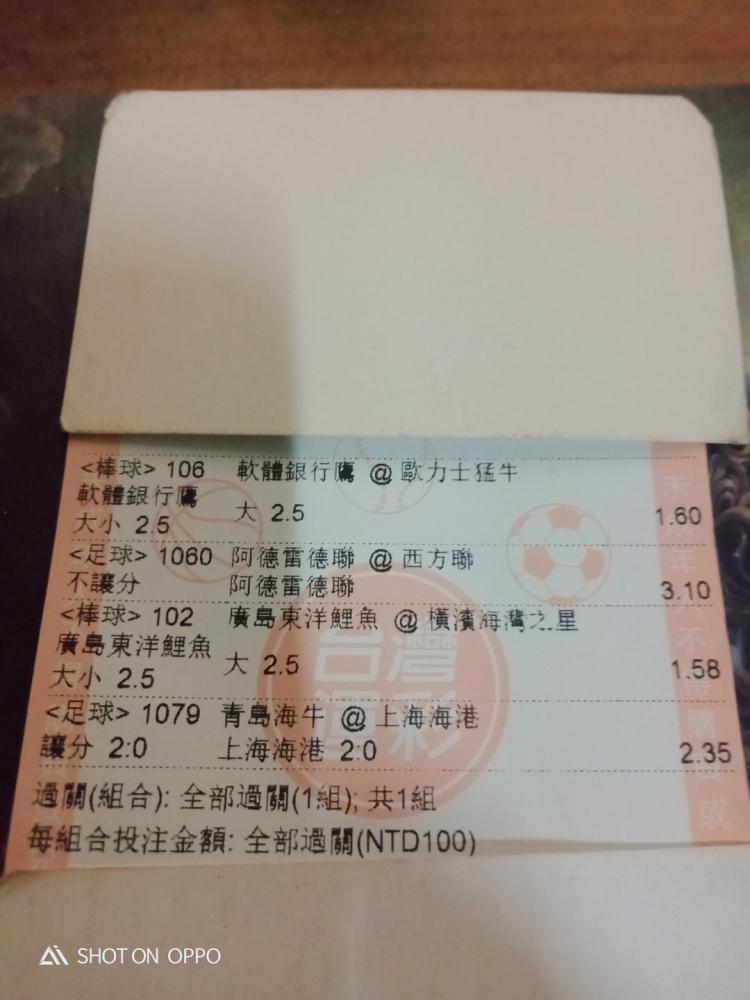 <棒球> 106 軟體銀行鷹 @ 歐力士猛牛
軟體銀行鷹
大小 2.5 大 2.5 1.60
<足球> 1060 阿德雷德聯 @ 西方聯
不讓分 阿德雷德聯 3.10
<棒球> 102 廣島東洋鯉魚 @ 橫濱海灣之星
廣島東洋鯉魚
大小 2.5 大 2.5 1.58
<足球> 1079 青島海牛 @ 上海海港
讓分 2:0 上海海港 2:0 2.35
過關(組合): 全部過關(1組); 共1組
每組合投注金額: 全部過關(NTD100)
台灣
運彩
SHOT ON OPPO